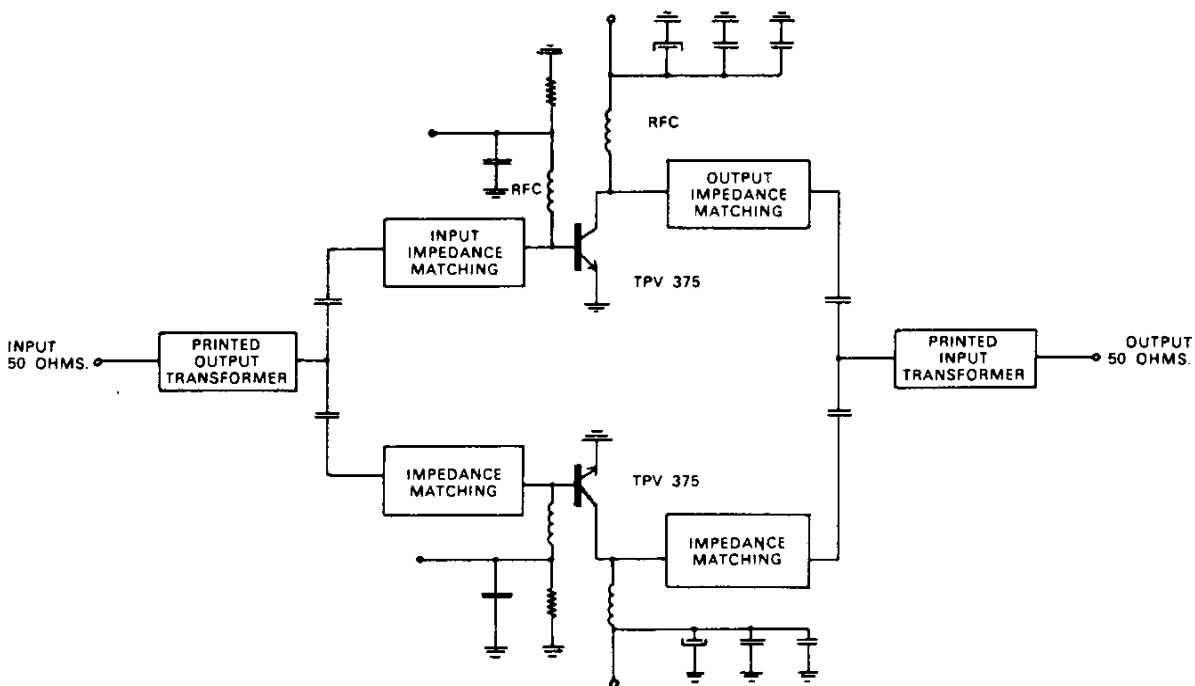 RFC
RFC
OUTPUT
IMPEDANCE
MATCHING
INPUT
IMPEDANCE
MATCHING
TPV 375
INPUT
50 OHMS.
PRINTED
OUTPUT
TRANSFORMER
PRINTED
INPUT
TRANSFORMER
OUTPUT
50 OHMS.
IMPEDANCE
MATCHING
TPV 375
IMPEDANCE
MATCHING